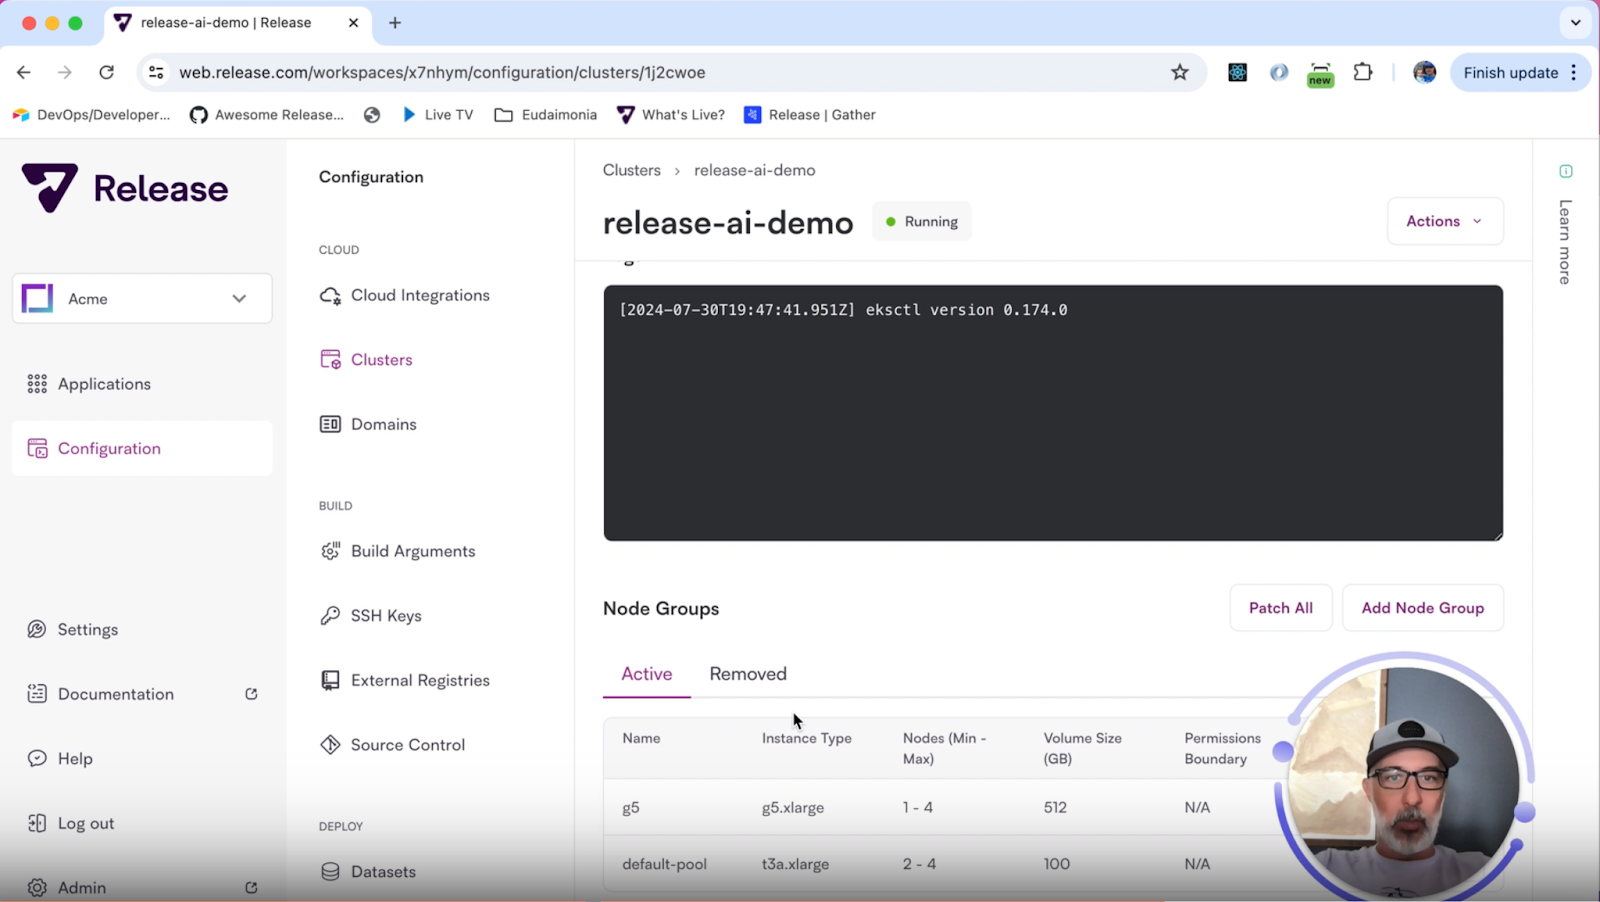 release-ai-demo | Release
web.release.com/workspaces/x7nhym/configuration/clusters/1j2cwoe
new
Finish update
DevOps/Developer...
Awesome Release...
Live TV
Eudaimonia
What's Live?
Release | Gather
Release
Acme
Applications
Configuration
Settings
Documentation
Help
Log out
Admin
Configuration
CLOUD
Cloud Integrations
Clusters
Domains
BUILD
Build Arguments
SSH Keys
External Registries
Source Control
DEPLOY
Datasets
Clusters › release-ai-demo
release-ai-demo
Running
Actions
Learn more
[2024-07-30T19:47:41.951Z] eksctl version 0.174.0
Node Groups
Patch All
Add Node Group
Active
Removed
Name
Instance Type
Nodes (Min -
Max)
Volume Size
(GB)
Permissions
Boundary
g5
g5.xlarge
1 - 4
512
N/A
default-pool
t3a.xlarge
2 - 4
100
N/A